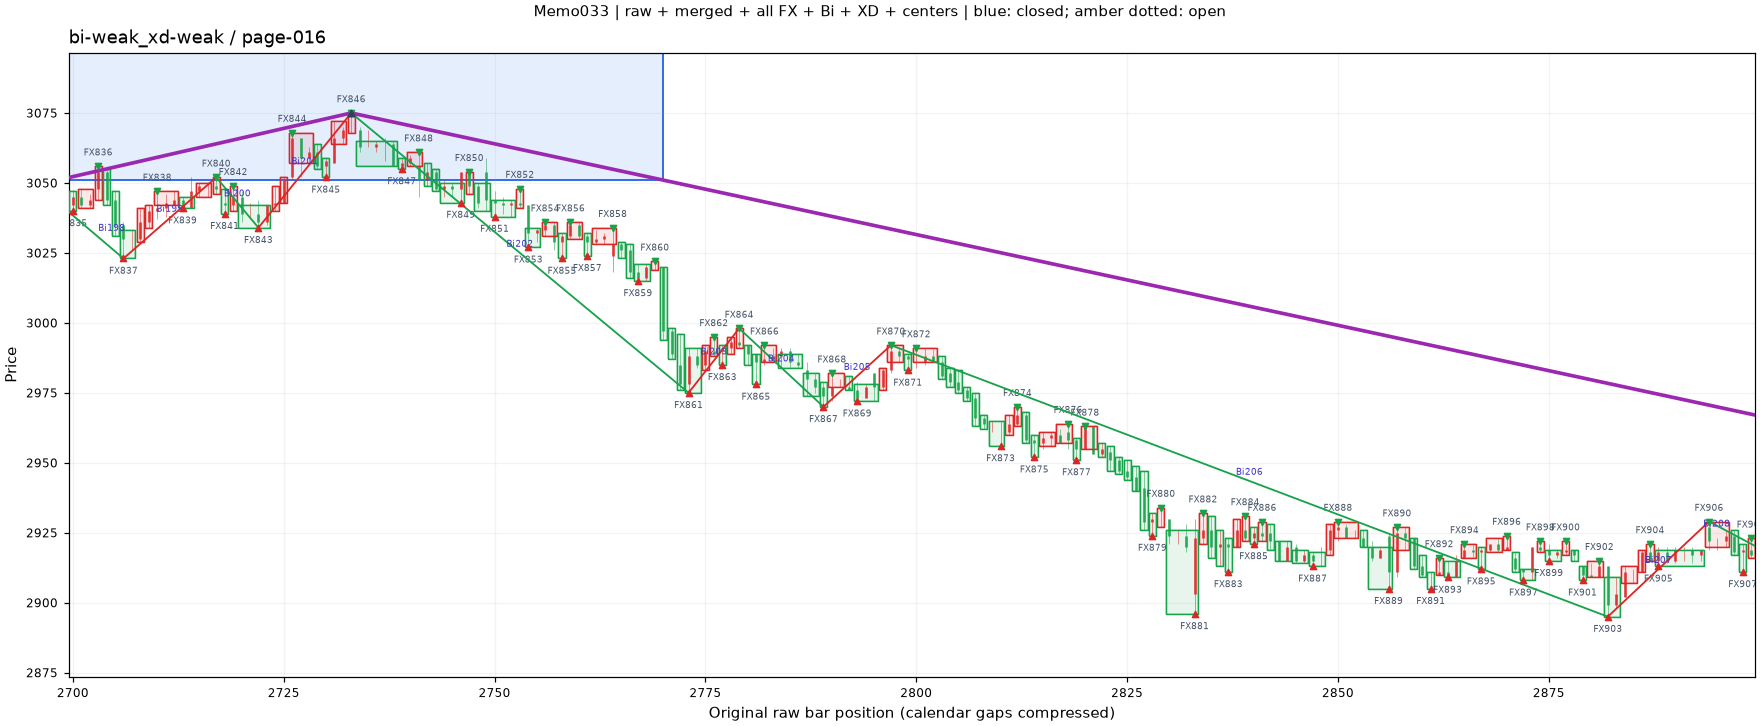 Memo033 | raw + merged + all FX + Bi + XD + centers | blue: closed; amber dotted: open
bi-weak_xd-weak / page-016
Price
3075
3050
3025
3000
2975
2950
2925
2900
2875
2700
2725
2750
2775
2800
2825
2850
2875
Original raw bar position (calendar gaps compressed)
FX836
FX837
FX838
FX839
FX840
FX841
FX842
FX843
FX844
FX845
FX846
FX847
FX848
FX849
FX850
FX851
FX852
FX853
FX854
FX855
FX856
FX857
FX858
FX859
FX860
FX861
FX862
FX863
FX864
FX865
FX866
FX867
FX868
FX869
FX870
FX871
FX872
FX873
FX874
FX875
FX877
FX878
FX879
FX880
FX881
FX882
FX883
FX884
FX885
FX886
FX887
FX888
FX889
FX890
FX891
FX892
FX893
FX894
FX895
FX896
FX897
FX898
FX899
FX900
FX901
FX902
FX903
FX904
FX905
FX906
FX907
Bi200
Bi202
Bi206